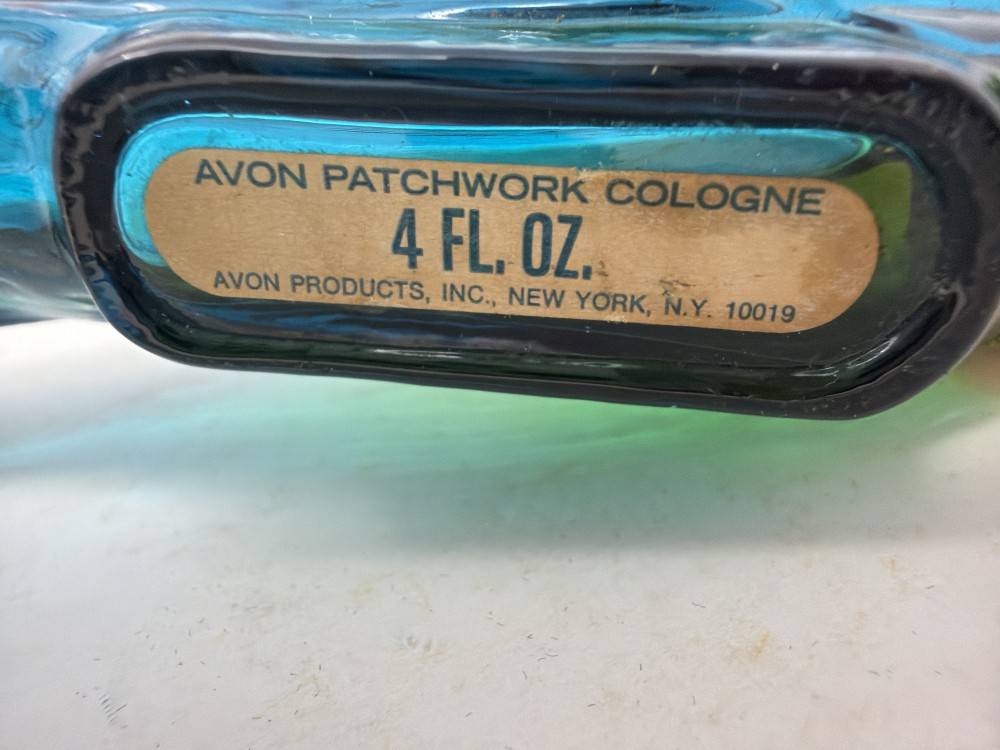 AVON PATCHWORK COLOGNE
4 FL. OZ.
AVON PRODUCTS, INC., NEW YORK, N.Y. 10019